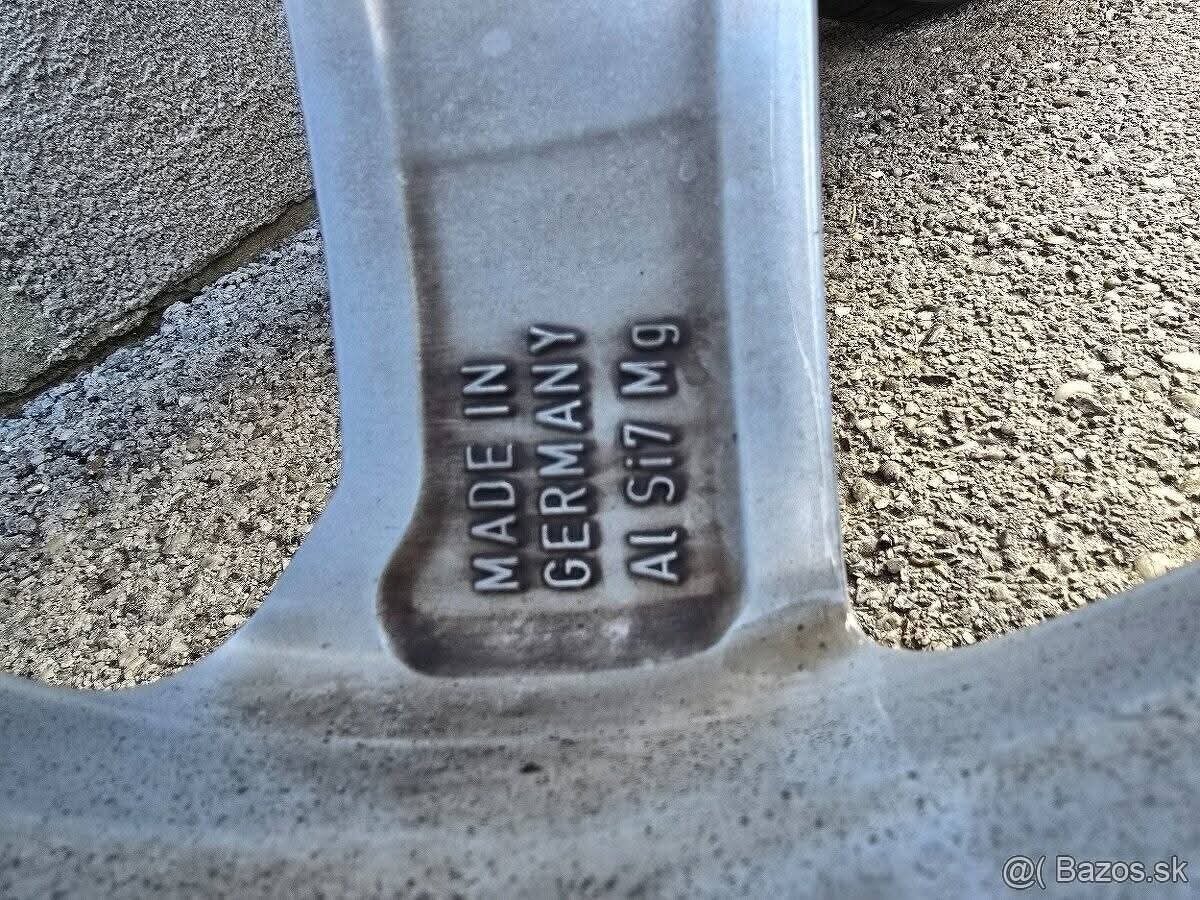 MADE IN
GERMANY
Al Si7 Mg
@( Bazos.sk